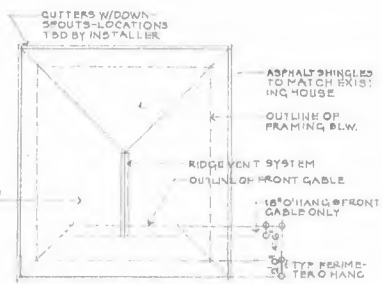 GUTTERS W/DOWN-
SPOUTS-LOCATIONS
TBD BY INSTALLER
ASPHALT SHINGLES
TO MATCH EXIST-
ING HOUSE
OUTLINE OF
FRAMING BLW.
RIDGE VENT SYSTEM
OUTLINE OF FRONT GABLE
18" O'HANG @ FRONT
GABLE ONLY
TYP PERIME-
TER O'HANG